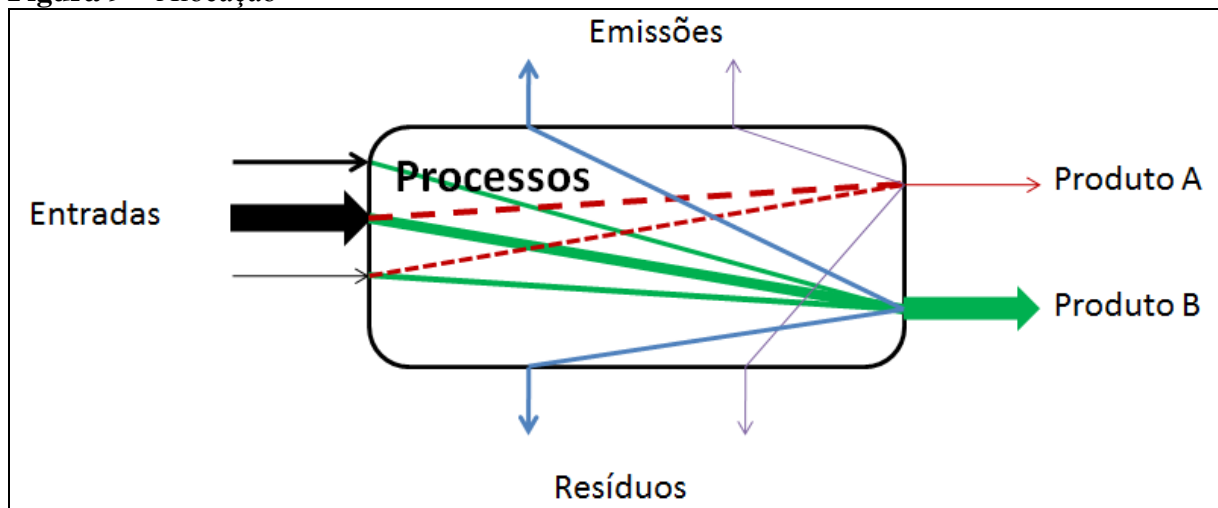 Emissões
Processos
Produto A
Entradas
Produto B
Resíduos